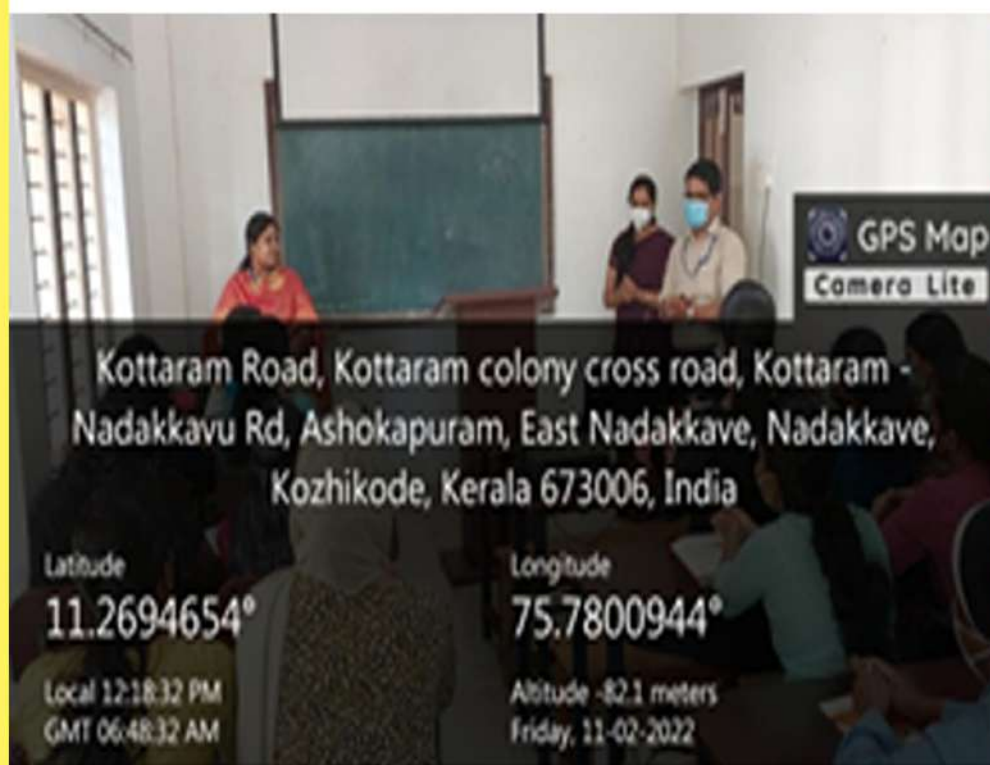 GPS Map
Camera Lite
Kottaram Road, Kottaram colony cross road, Kottaram -
Nadakkavu Rd, Ashokapuram, East Nadakkave, Nadakkave,
Kozhikode, Kerala 673006, India
Latitude
11.2694654°
Longitude
75.7800944°
Local 12:18:32 PM
GMT 06:48:32 AM
Altitude -82.1 meters
Friday, 11-02-2022